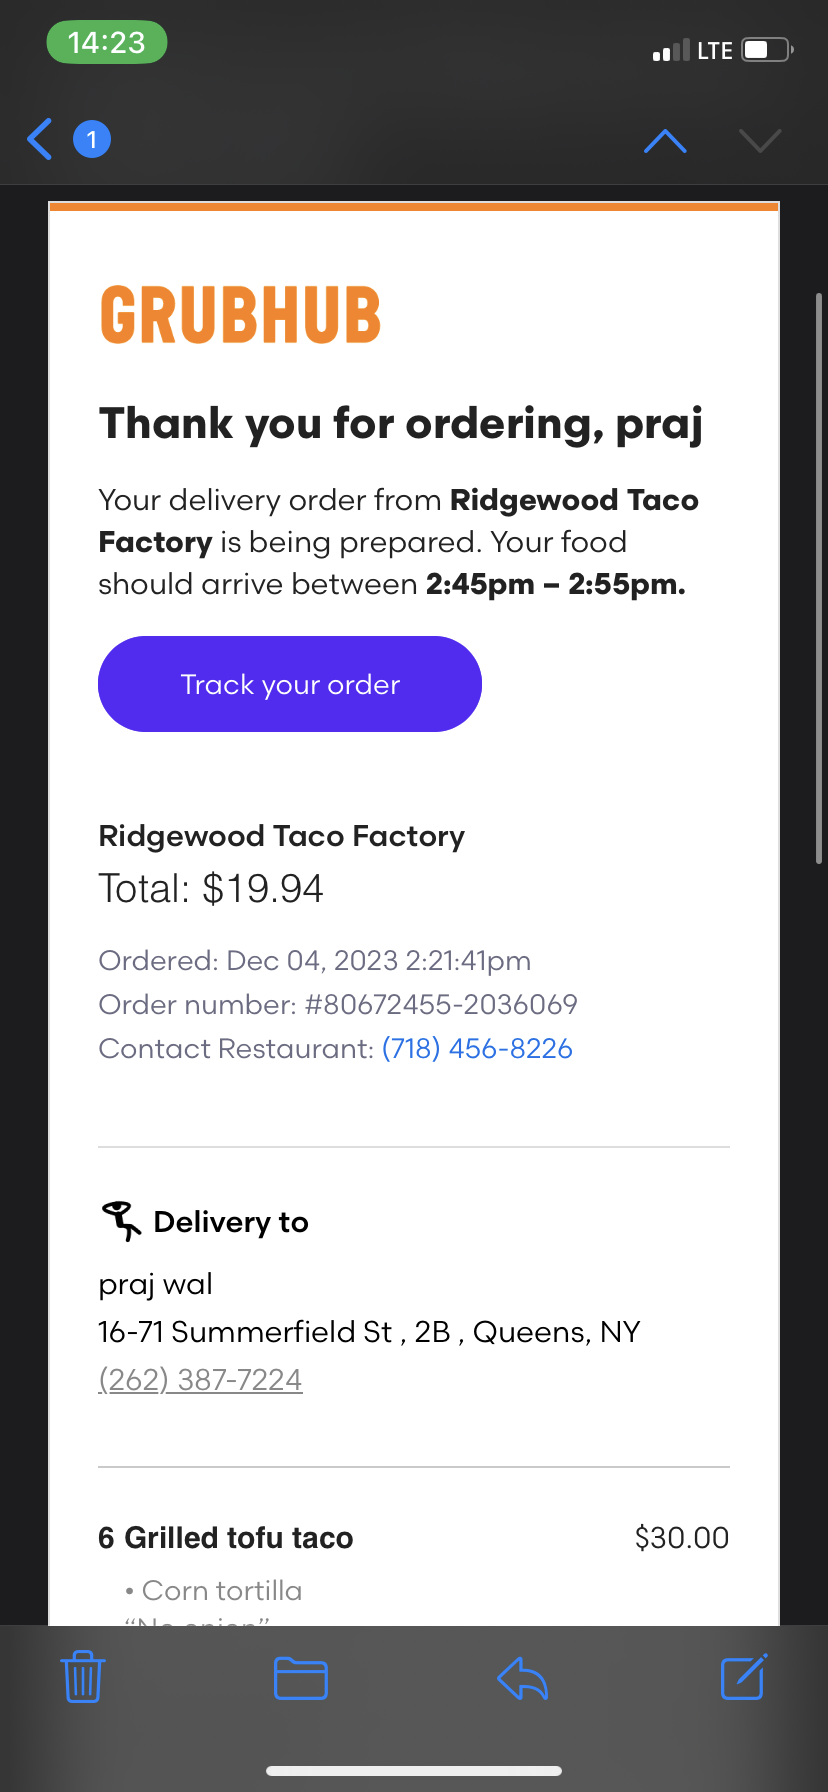 14:23
LTE
1
GRUBHUB
Thank you for ordering, praj
Your delivery order from Ridgewood Taco
Factory is being prepared. Your food
should arrive between 2:45pm – 2:55pm.
Track your order
Ridgewood Taco Factory
Total: $19.94
Ordered: Dec 04, 2023 2:21:41pm
Order number: #80672455-2036069
Contact Restaurant: (718) 456-8226
Delivery to
praj wal
16-71 Summerfield St , 2B , Queens, NY
(262) 387-7224
6 Grilled tofu taco $30.00
• Corn tortilla
“No onion”